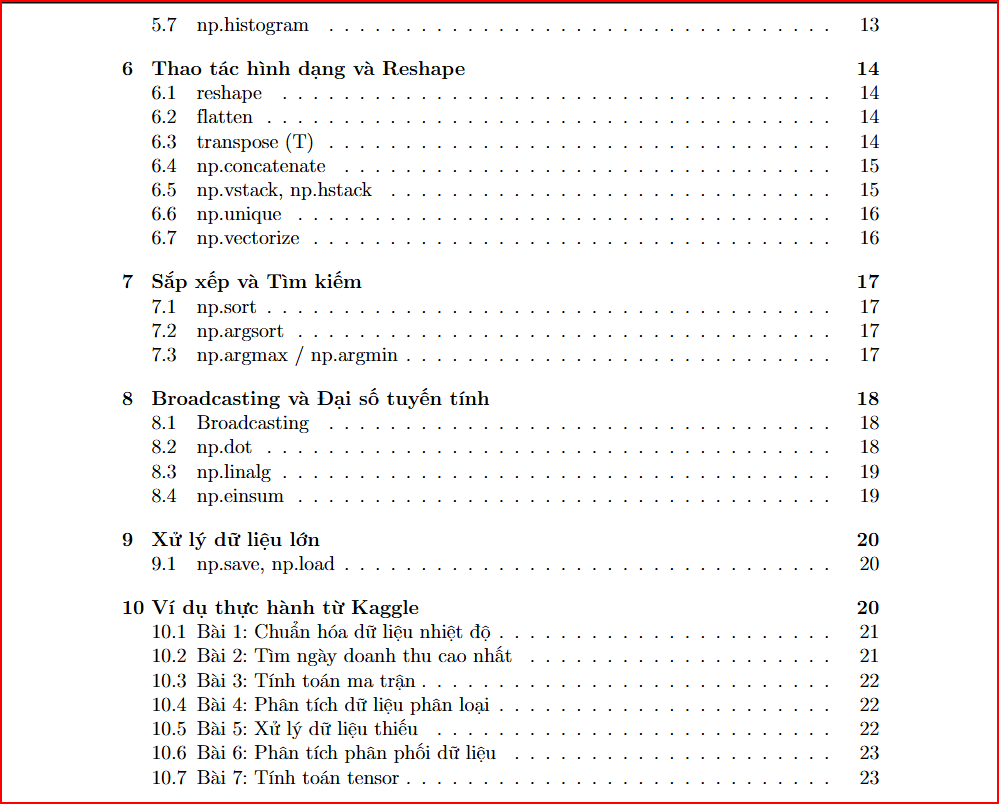 5.7 np.histogram . . . . . . . . . . . . . . . . . . . . . . . . . . . . . . . . . 13
6 Thao tác hình dạng và Reshape 14
6.1 reshape . . . . . . . . . . . . . . . . . . . . . . . . . . . . . . . . . . . . 14
6.2 flatten . . . . . . . . . . . . . . . . . . . . . . . . . . . . . . . . . . . . . 14
6.3 transpose (T) . . . . . . . . . . . . . . . . . . . . . . . . . . . . . . . . . 14
6.4 np.concatenate . . . . . . . . . . . . . . . . . . . . . . . . . . . . . . . . 15
6.5 np.vstack, np.hstack . . . . . . . . . . . . . . . . . . . . . . . . . . . . . 15
6.6 np.unique . . . . . . . . . . . . . . . . . . . . . . . . . . . . . . . . . . . 16
6.7 np.vectorize . . . . . . . . . . . . . . . . . . . . . . . . . . . . . . . . . . 16
7 Sắp xếp và Tìm kiếm 17
7.1 np.sort . . . . . . . . . . . . . . . . . . . . . . . . . . . . . . . . . . . . . 17
7.2 np.argsort . . . . . . . . . . . . . . . . . . . . . . . . . . . . . . . . . . . 17
7.3 np.argmax / np.argmin . . . . . . . . . . . . . . . . . . . . . . . . . . . . 17
8 Broadcasting và Đại số tuyến tính 18
8.1 Broadcasting . . . . . . . . . . . . . . . . . . . . . . . . . . . . . . . . . 18
8.2 np.dot . . . . . . . . . . . . . . . . . . . . . . . . . . . . . . . . . . . . . 18
8.3 np.linalg . . . . . . . . . . . . . . . . . . . . . . . . . . . . . . . . . . . . 19
8.4 np.einsum . . . . . . . . . . . . . . . . . . . . . . . . . . . . . . . . . . . 19
9 Xử lý dữ liệu lớn 20
9.1 np.save, np.load . . . . . . . . . . . . . . . . . . . . . . . . . . . . . . . . 20
10 Ví dụ thực hành từ Kaggle 20
10.1 Bài 1: Chuẩn hóa dữ liệu nhiệt độ . . . . . . . . . . . . . . . . . . . . . . 21
10.2 Bài 2: Tìm ngày doanh thu cao nhất . . . . . . . . . . . . . . . . . . . . 21
10.3 Bài 3: Tính toán ma trận . . . . . . . . . . . . . . . . . . . . . . . . . . . 22
10.4 Bài 4: Phân tích dữ liệu phân loại . . . . . . . . . . . . . . . . . . . . . . 22
10.5 Bài 5: Xử lý dữ liệu thiếu . . . . . . . . . . . . . . . . . . . . . . . . . . 22
10.6 Bài 6: Phân tích phân phối dữ liệu . . . . . . . . . . . . . . . . . . . . . 23
10.7 Bài 7: Tính toán tensor . . . . . . . . . . . . . . . . . . . . . . . . . . . . 23